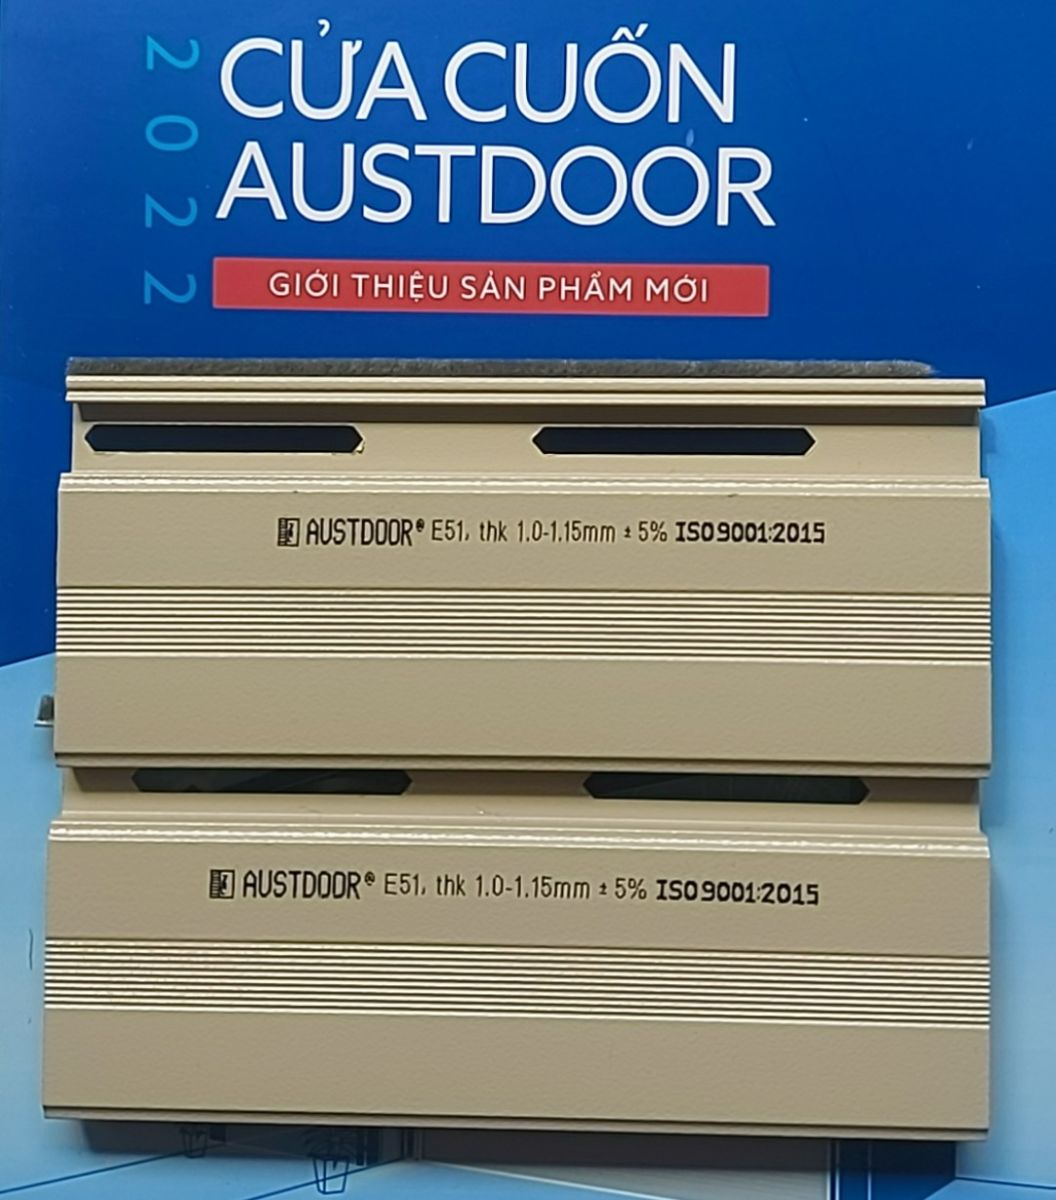 2022
CỬA CUỐN
AUSTDOOR
GIỚI THIỆU SẢN PHẨM MỚI
AUSTDOOR® E51, thk 1.0-1.15mm ± 5% ISO9001:2015
AUSTDOOR® E51, thk 1.0-1.15mm ± 5% ISO9001:2015